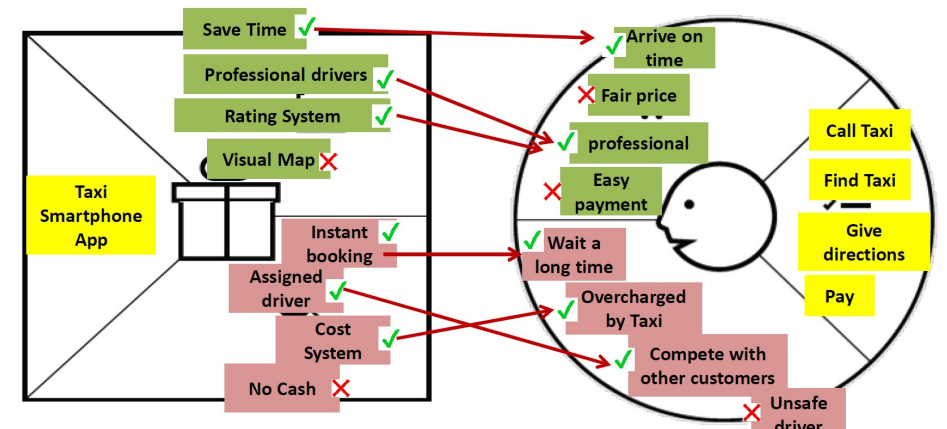 Save Time
Professional drivers
Rating System
Visual Map
Taxi
Smartphone
App
Instant
booking
Assigned
driver
Cost
System
No Cash
Arrive on
time
Fair price
professional
Easy
payment
Wait a
long time
Overcharged
by Taxi
Compete with
other customers
Unsafe
driver
Call Taxi
Find Taxi
Give
directions
Pay